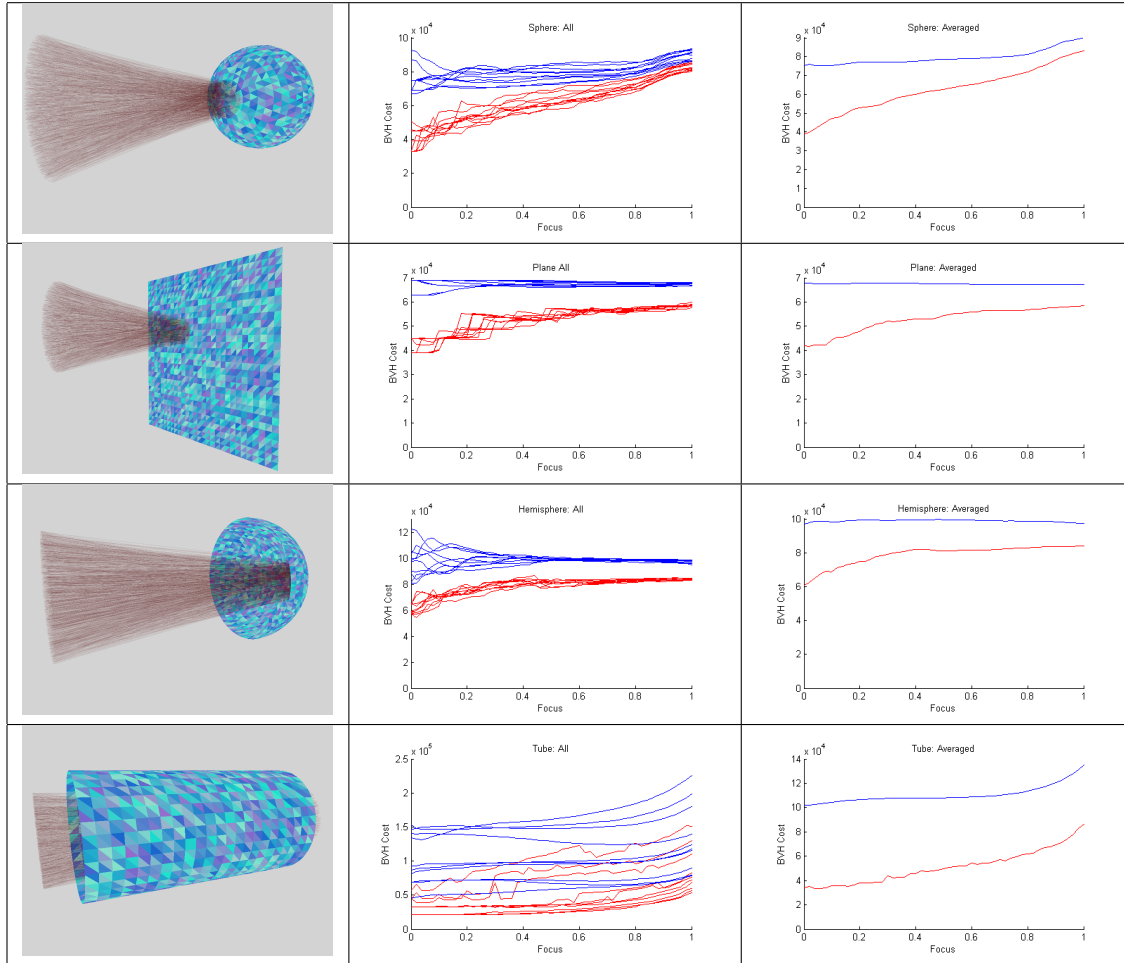 Sphere: All
x 10^4
10
8
6
4
2
0
0 0.2 0.4 0.6 0.8 1
BVH Cost
Focus
Sphere: Averaged
x 10^4
9
8
7
6
5
4
3
2
1
0
0 0.2 0.4 0.6 0.8 1
BVH Cost
Focus
Plane All
x 10^4
7
6
5
4
3
2
1
0
0 0.2 0.4 0.6 0.8 1
BVH Cost
Focus
Plane: Averaged
x 10^4
7
6
5
4
3
2
1
0
0 0.2 0.4 0.6 0.8 1
BVH Cost
Focus
Hemisphere: All
x 10^4
12
10
8
6
4
2
0
0 0.2 0.4 0.6 0.8 1
BVH Cost
Focus
Hemisphere: Averaged
x 10^4
10
8
6
4
2
0
0 0.2 0.4 0.6 0.8 1
BVH Cost
Focus
Tube: All
x 10^5
2.5
2
1.5
1
0.5
0
0 0.2 0.4 0.6 0.8 1
BVH Cost
Focus
Tube: Averaged
x 10^4
14
12
10
8
6
4
2
0
0 0.2 0.4 0.6 0.8 1
BVH Cost
Focus